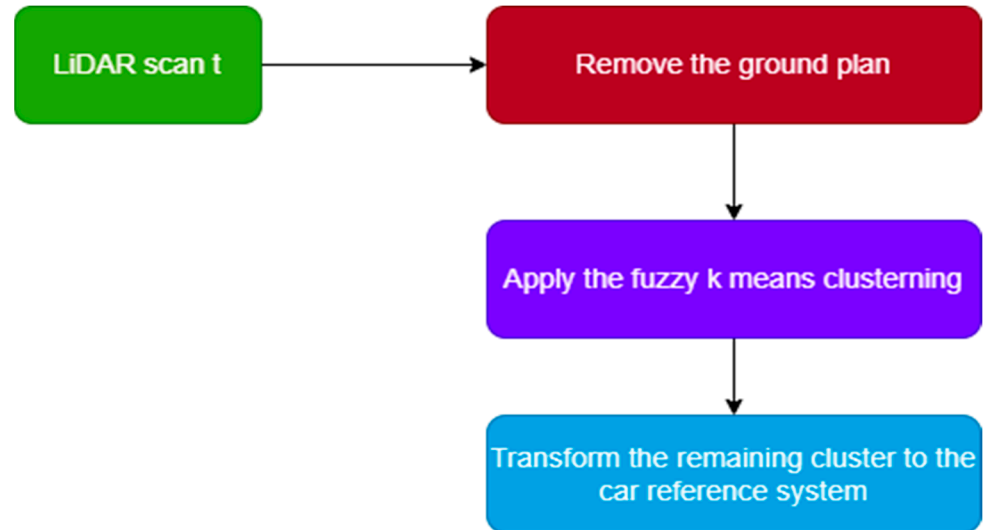 LiDAR scan t
Remove the ground plan
Apply the fuzzy k means clusterning
Transform the remaining cluster to the
car reference system